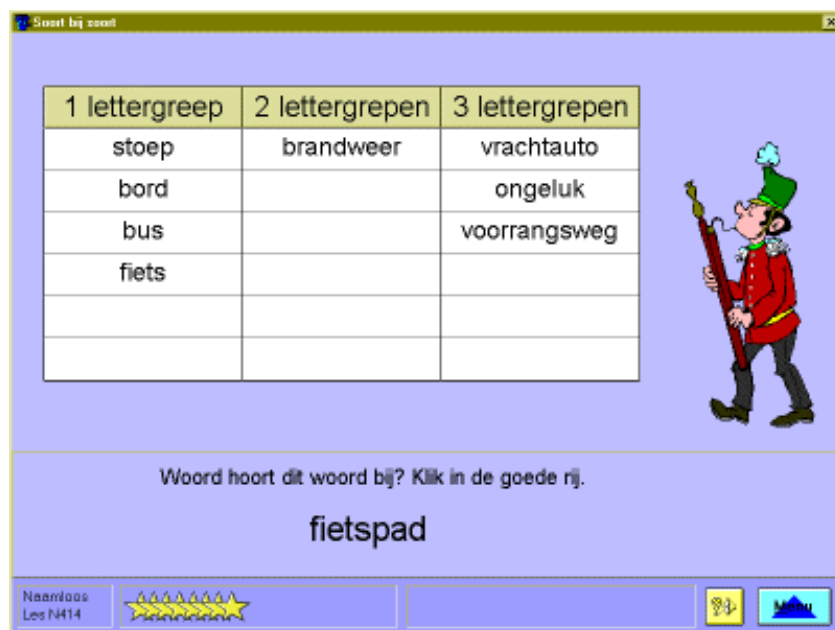 Soort bij soort
1 lettergreep 2 lettergrepen 3 lettergrepen
stoep brandweer vrachtauto
bord ongeluk
bus voorrangsweg
fiets
Woord hoort dit woord bij? Klik in de goede rij.
fietspad
Naamloos
Les N414
Menu